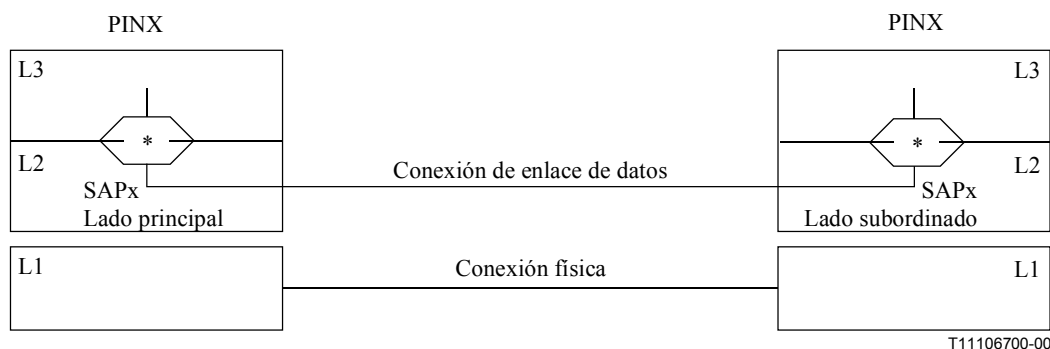 PINX
PINX
L3
L3
*
*
L2
L2
Conexión de enlace de datos
SAPx
SAPx
Lado principal
Lado subordinado
L1
L1
Conexión física
T11106700-00